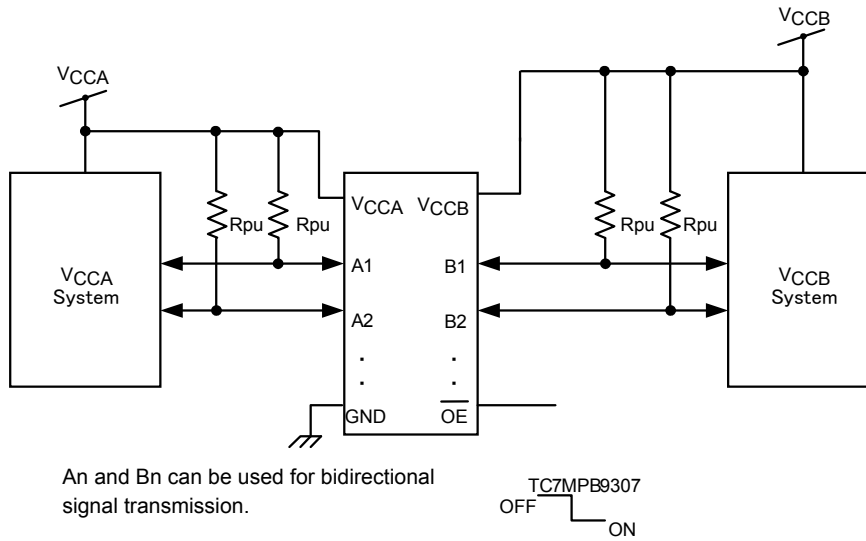 VCCB
VCCA
VCCA VCCB
Rpu Rpu Rpu Rpu
A1 B1
VCCA
System
VCCB
System
A2 B2
. .
. .
GND OE
An and Bn can be used for bidirectional
signal transmission.
TC7MPB9307
OFF
ON